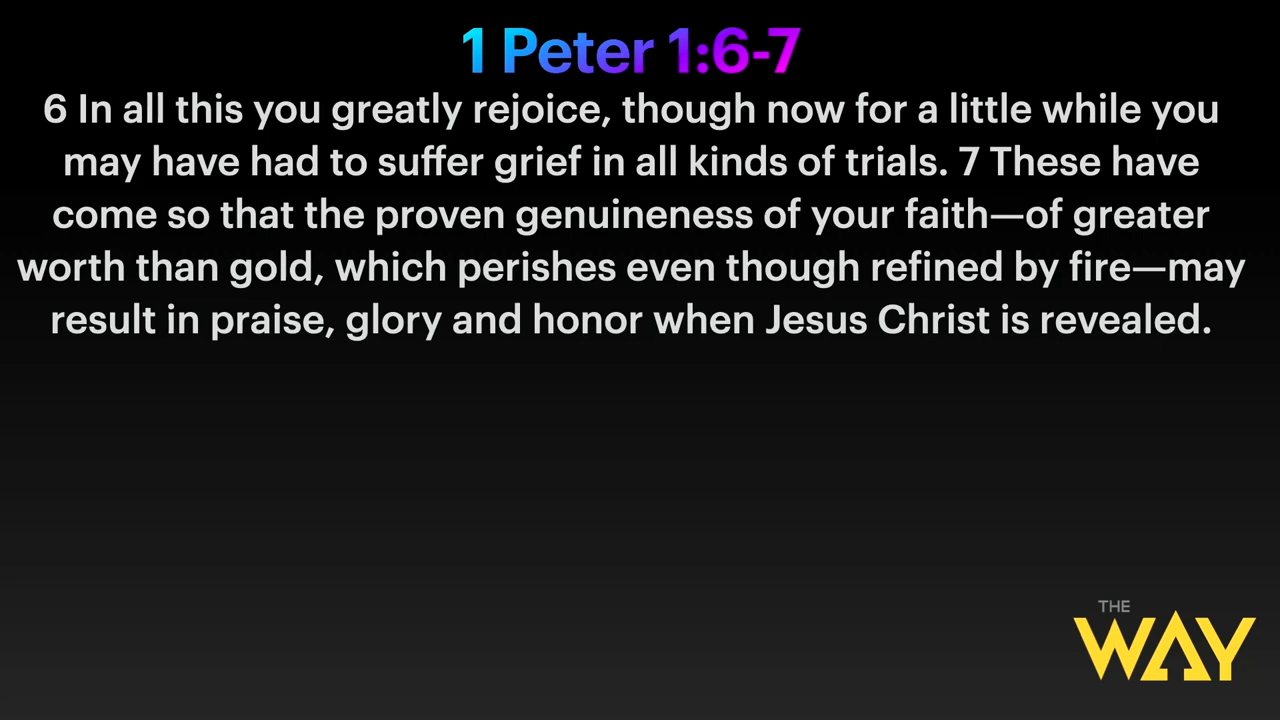 1 Peter 1:6-7
6 In all this you greatly rejoice, though now for a little while you
may have had to suffer grief in all kinds of trials. 7 These have
come so that the proven genuineness of your faith—of greater
worth than gold, which perishes even though refined by fire—may
result in praise, glory and honor when Jesus Christ is revealed.
THE
WAY